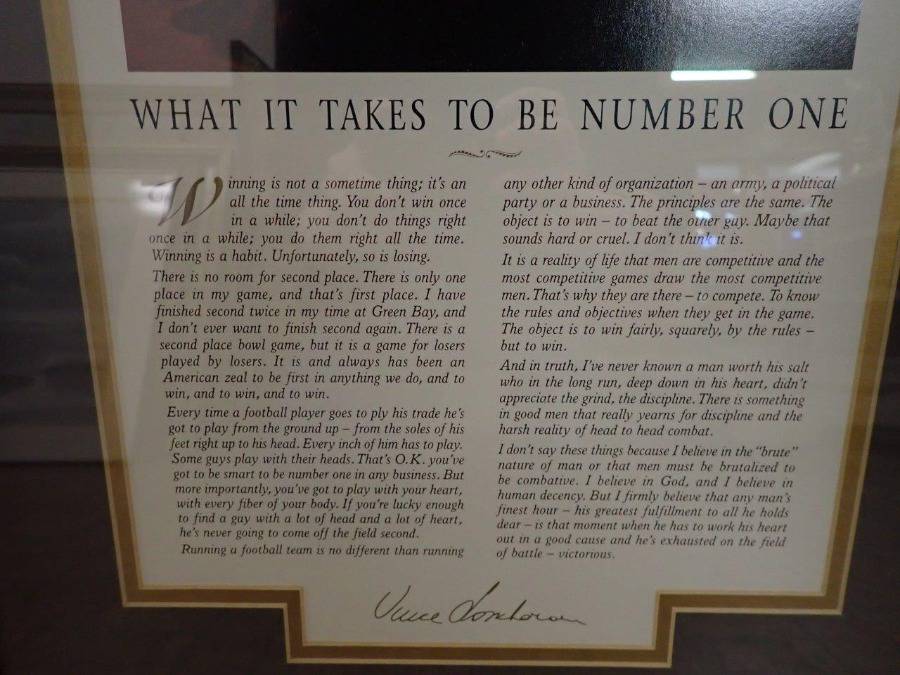 WHAT IT TAKES TO BE NUMBER ONE
Winning is not a sometime thing; it's an
all the time thing. You don't win once
in a while; you don't do things right
once in a while; you do them right all the time.
Winning is a habit. Unfortunately, so is losing.
There is no room for second place. There is only one
place in my game, and that's first place. I have
finished second twice in my time at Green Bay, and
I don't ever want to finish second again. There is a
second place bowl game, but it is a game for losers
played by losers. It is and always has been an
American zeal to be first in anything we do, and to
win, and to win, and to win.
Every time a football player goes to ply his trade he's
got to play from the ground up – from the soles of his
feet right up to his head. Every inch of him has to play.
Some guys play with their heads. That's O.K. you've
got to be smart to be number one in any business. But
more importantly, you've got to play with your heart,
with every fiber of your body. If you're lucky enough
to find a guy with a lot of head and a lot of heart,
he's never going to come off the field second.
Running a football team is no different than running
any other kind of organization – an army, a political
party or a business. The principles are the same. The
object is to win – to beat the other guy. Maybe that
sounds hard or cruel. I don't think it is.
It is a reality of life that men are competitive and the
most competitive games draw the most competitive
men. That's why they are there – to compete. To know
the rules and objectives when they get in the game.
The object is to win fairly, squarely, by the rules –
but to win.
And in truth, I've never known a man worth his salt
who in the long run, deep down in his heart, didn't
appreciate the grind, the discipline. There is something
in good men that really yearns for discipline and the
harsh reality of head to head combat.
I don't say these things because I believe in the "brute"
nature of man or that men must be brutalized to
be combative. I believe in God, and I believe in
human decency. But I firmly believe that any man's
finest hour – his greatest fulfillment to all he holds
dear – is that moment when he has to work his heart
out in a good cause and he's exhausted on the field
of battle – victorious.
Vince Lombardi